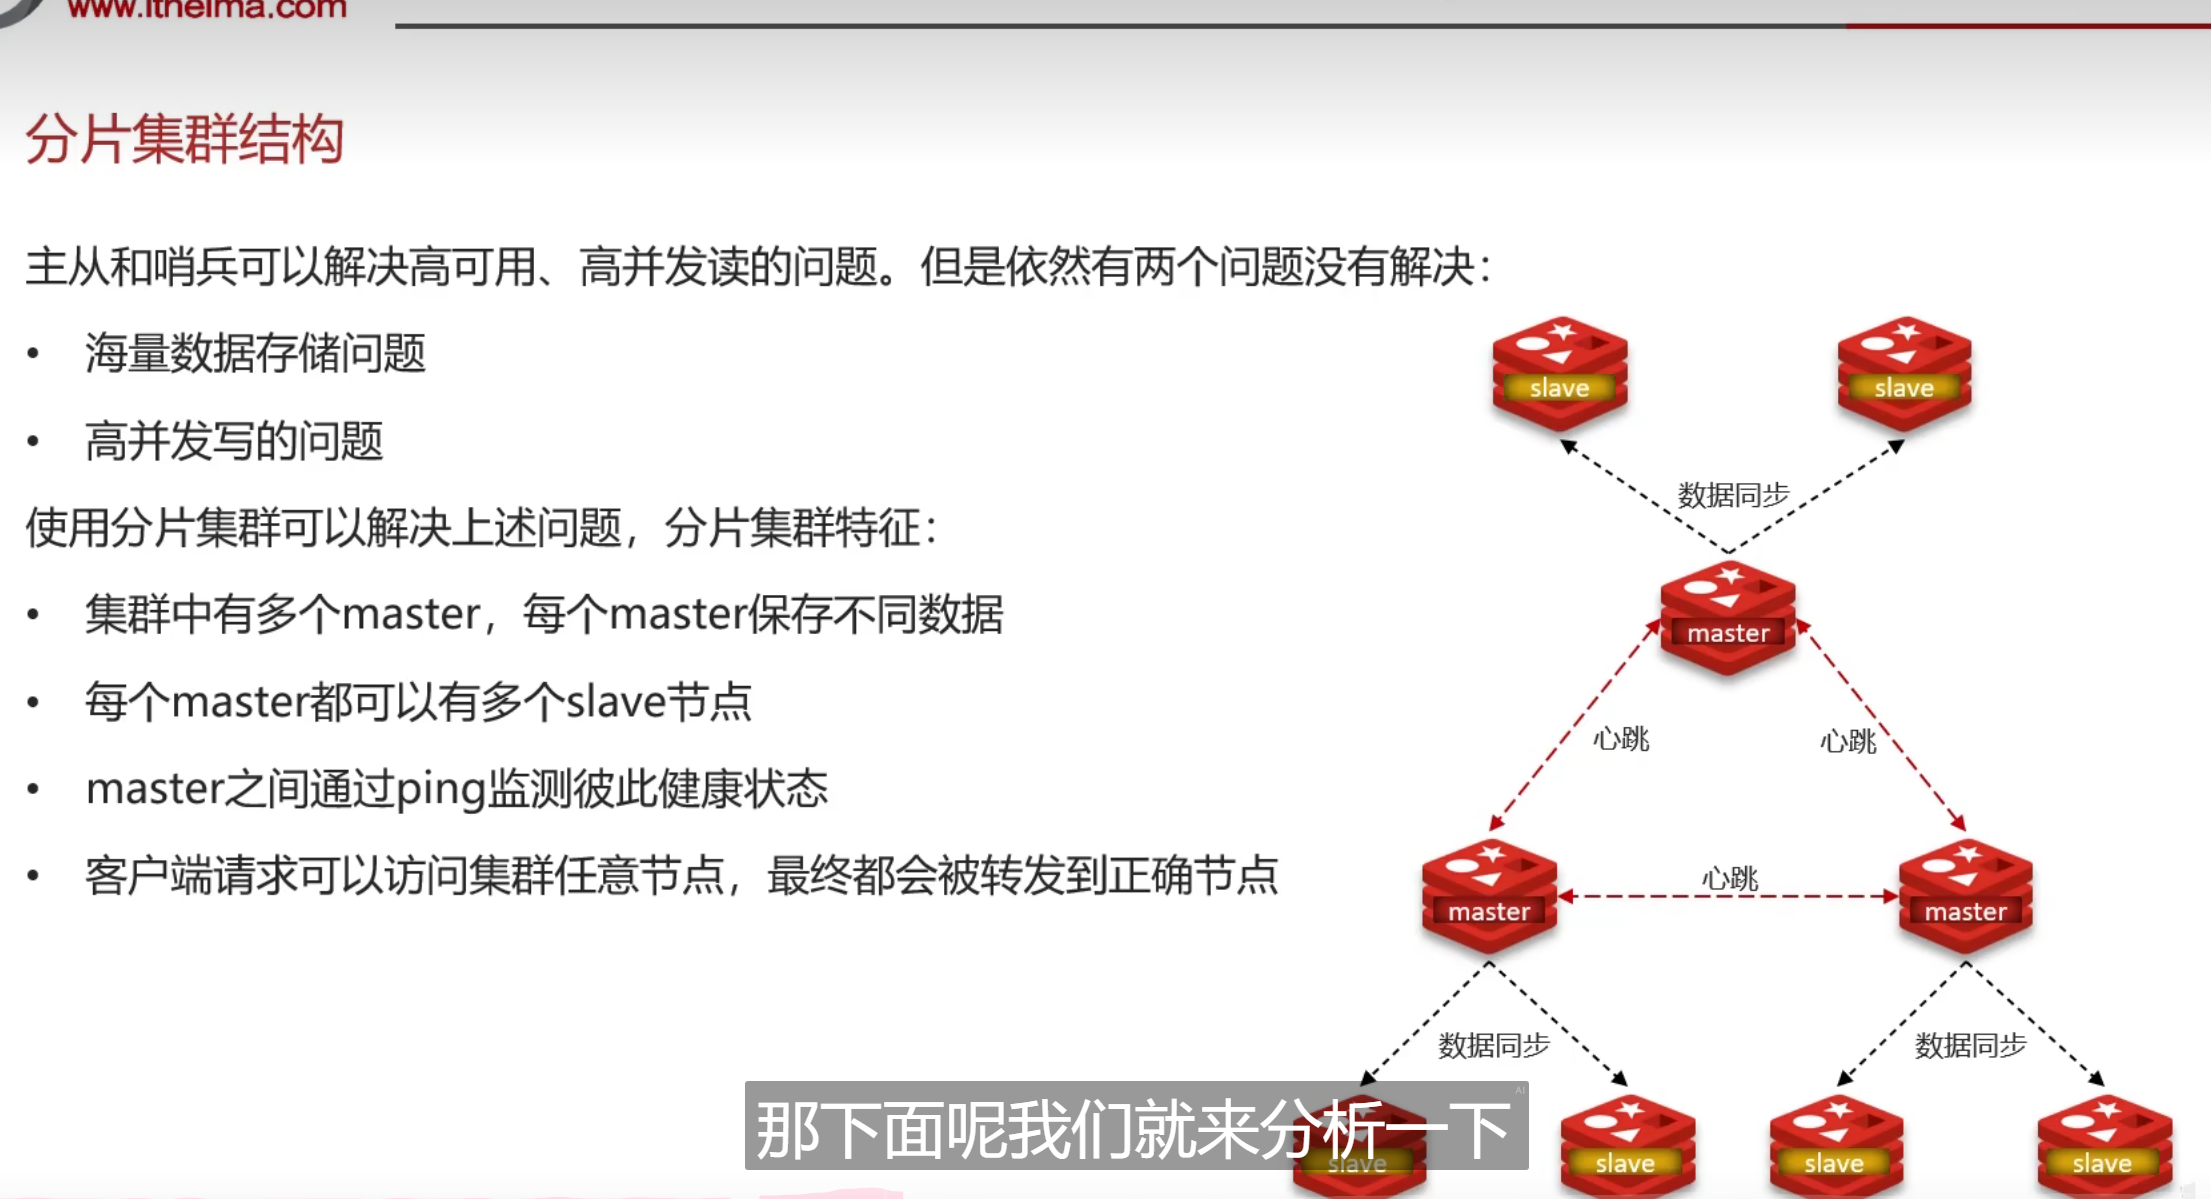 www.itheima.com
分片集群结构
主从和哨兵可以解决高可用、高并发读的问题。但是依然有两个问题没有解决：
• 海量数据存储问题
• 高并发写的问题
使用分片集群可以解决上述问题，分片集群特征：
• 集群中有多个master，每个master保存不同数据
• 每个master都可以有多个slave节点
• master之间通过ping监测彼此健康状态
• 客户端请求可以访问集群任意节点，最终都会被转发到正确节点
slave
slave
数据同步
master
心跳
心跳
心跳
master
master
数据同步
数据同步
AI
那下面呢我们就来分析一下
slave
slave
slave
slave